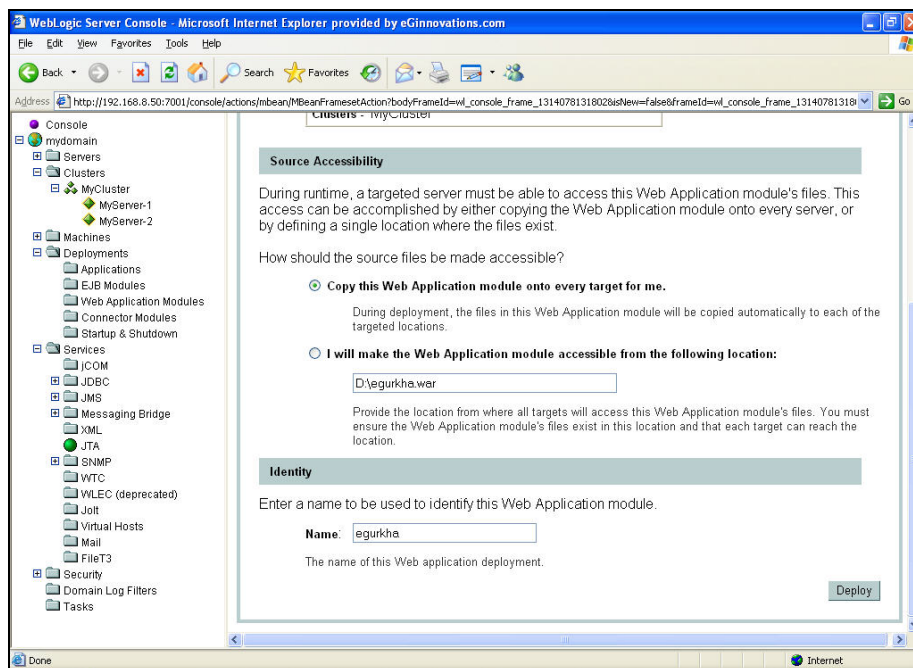 WebLogic Server Console - Microsoft Internet Explorer provided by eGinnovations.com
File Edit View Favorites Tools Help
Back Search Favorites
Address http://192.168.8.50:7001/console/actions/mbean/MBeanFramesetAction?bodyFrameId=wl_console_frame_1314078131802&isNew=false&frameId=wl_console_frame_13140781318 Go
Console
mydomain
Servers
Clusters
MyCluster
MyServer-1
MyServer-2
Machines
Deployments
Applications
EJB Modules
Web Application Modules
Connector Modules
Startup & Shutdown
Services
jCOM
JDBC
JMS
Messaging Bridge
XML
JTA
SNMP
WTC
WLEC (deprecated)
Jolt
Virtual Hosts
Mail
FileT3
Security
Domain Log Filters
Tasks
Clusters - MyCluster
Source Accessibility
During runtime, a targeted server must be able to access this Web Application module's files. This
access can be accomplished by either copying the Web Application module onto every server, or
by defining a single location where the files exist.
How should the source files be made accessible?
Copy this Web Application module onto every target for me.
During deployment, the files in this Web Application module will be copied automatically to each of the
targeted locations.
I will make the Web Application module accessible from the following location:
D:\egurkha.war
Provide the location from where all targets will access this Web Application module's files. You must
ensure the Web Application module's files exist in this location and that each target can reach the
location.
Identity
Enter a name to be used to identify this Web Application module.
Name: egurkha
The name of this Web application deployment.
Deploy
Done Internet